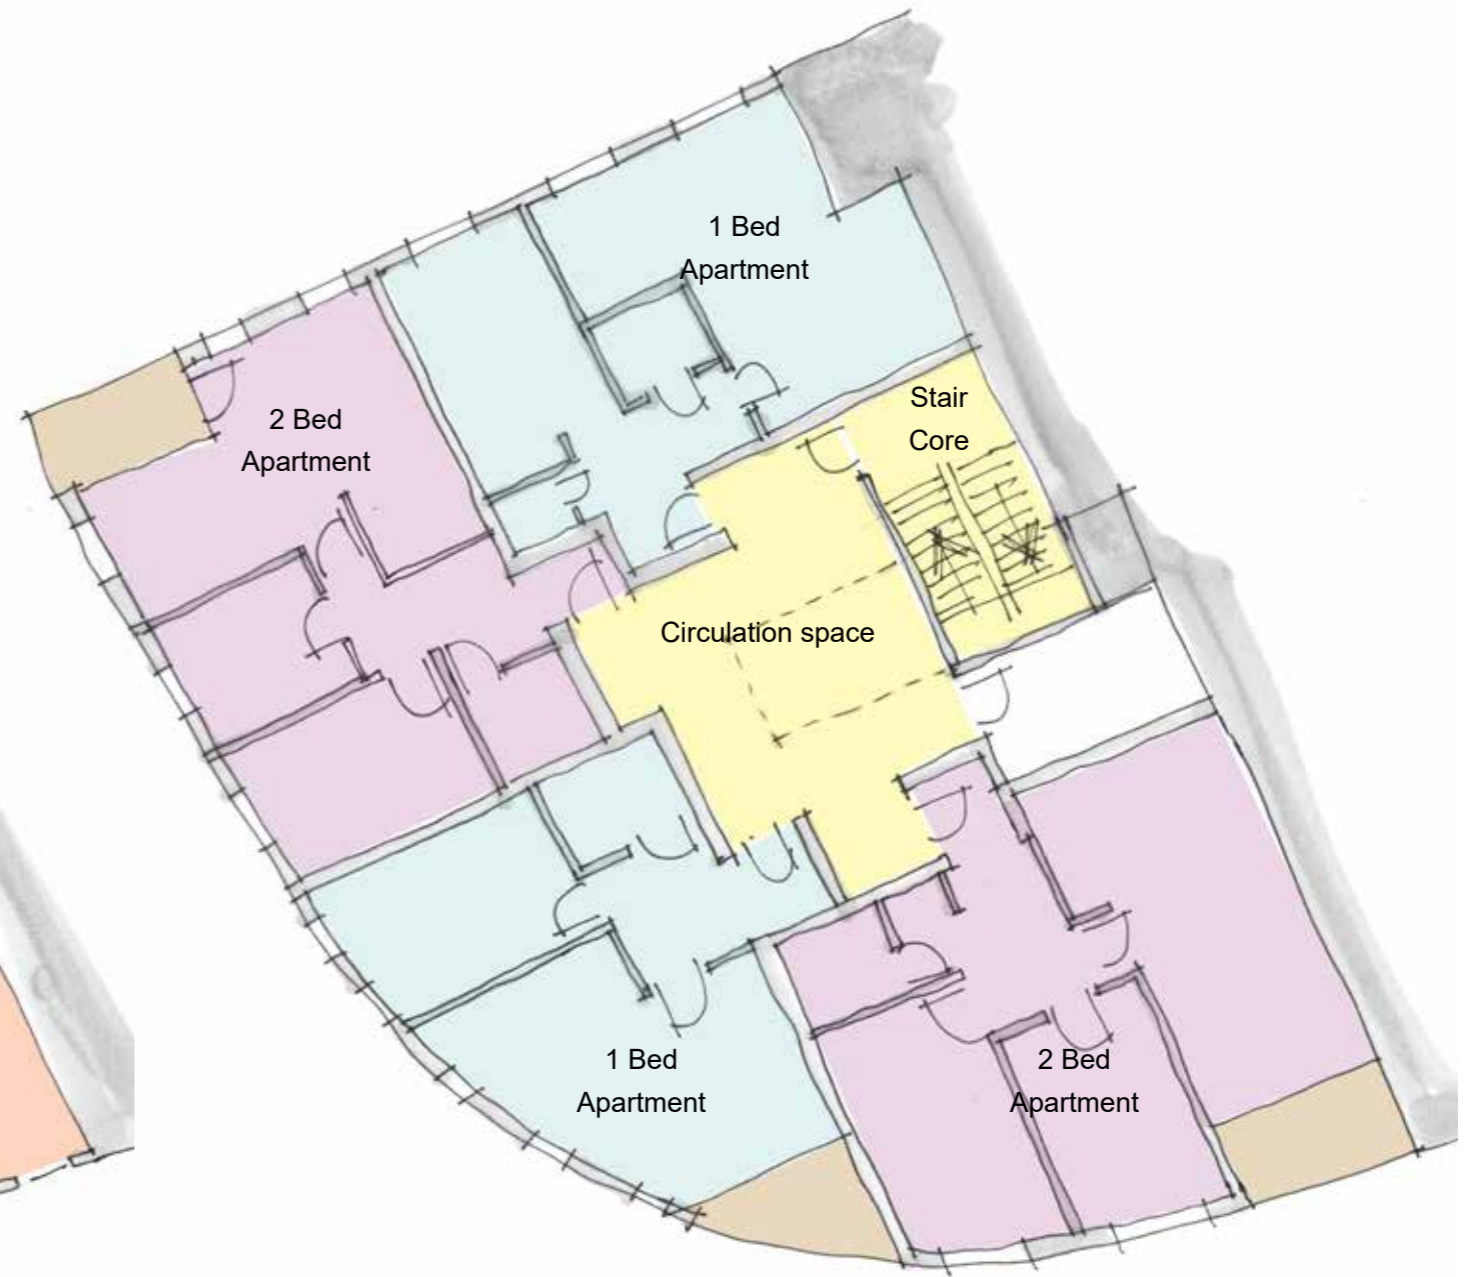 1 Bed
Apartment
Stair
Core
2 Bed
Apartment
Circulation space
1 Bed
Apartment
2 Bed
Apartment